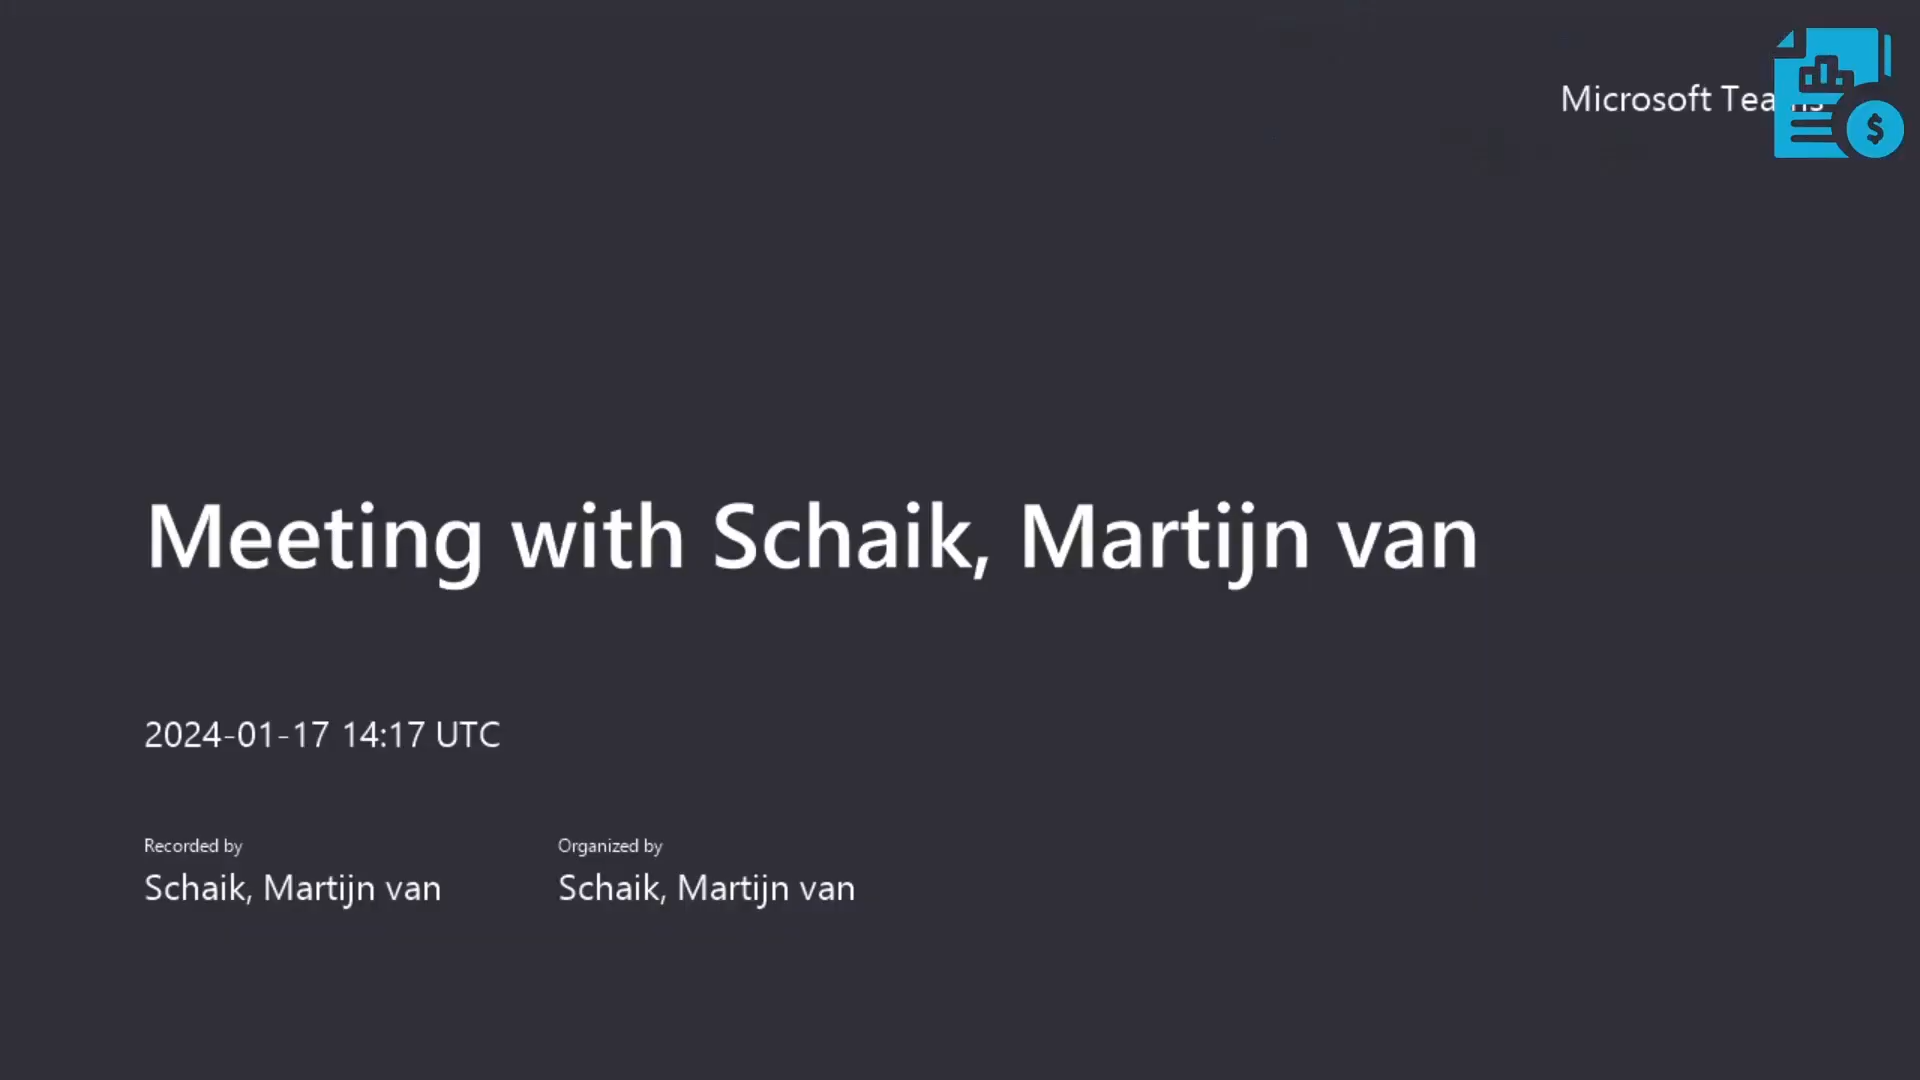 Microsoft Teams
Meeting with Schaik, Martijn van
2024-01-17 14:17 UTC
Recorded by
Organized by
Schaik, Martijn van
Schaik, Martijn van
$